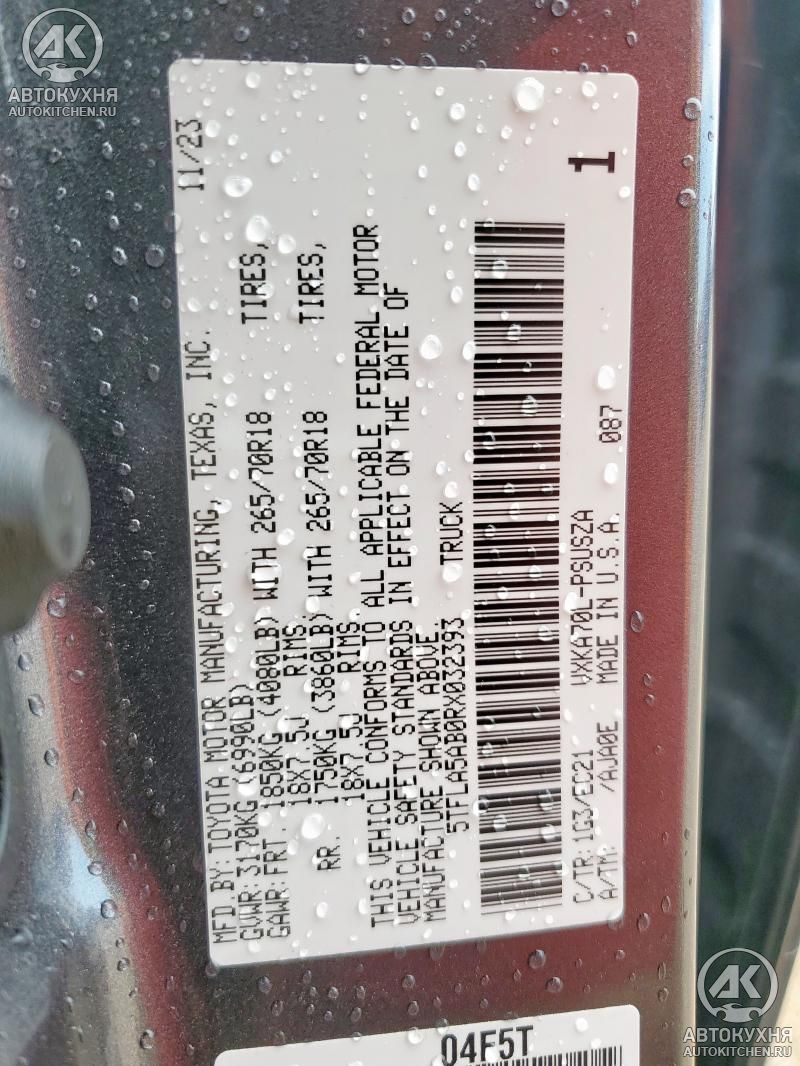 AK
АВТОКУХНЯ
AUTOKITCHEN.RU
MFD. BY: TOYOTA MOTOR MANUFACTURING, TEXAS, INC. 11/23
GVWR: 3170KG (6990LB)
GAWR: FRT. 1850KG (4080LB) WITH 265/70R18 TIRES,
18X7.5J RIMS,
RR. 1750KG (3860LB) WITH 265/70R18 TIRES,
18X7.5J RIMS.
THIS VEHICLE CONFORMS TO ALL APPLICABLE FEDERAL MOTOR
VEHICLE SAFETY STANDARDS IN EFFECT ON THE DATE OF
MANUFACTURE SHOWN ABOVE.
5TFLA5AB0RX032393 TRUCK
C/TR: 1G3/EC21 VXKA70L-PSUSZA 1
A/TM: /AJA0E MADE IN U.S.A. 087
04F5T
AK
АВТОКУХНЯ
AUTOKITCHEN.RU